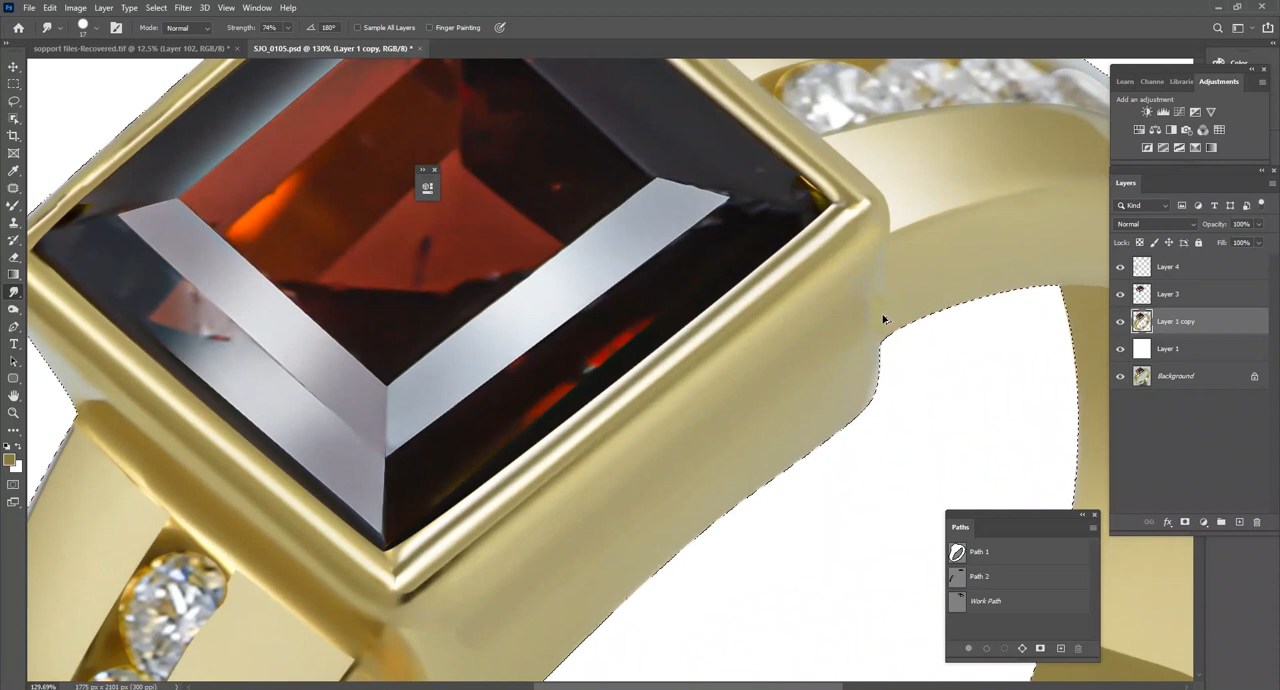 Ps File Edit Image Layer Type Select Filter 3D View Window Help
17 Mode: Normal Strength: 74% 180° Sample All Layers Finger Painting
sopport files-Recovered.tif @ 12.5% (Layer 102, RGB/8) * × SJO_0105.psd @ 130% (Layer 1 copy, RGB/8) * ×
Color
Learn Channe Librarie Adjustments
Add an adjustment
Layers
Kind
Normal Opacity: 100%
Lock: Fill: 100%
Layer 4
Layer 3
Layer 1 copy
Layer 1
Background
Paths
Path 1
Path 2
Work Path
129.69% 1775 px x 2101 px (300 ppi)